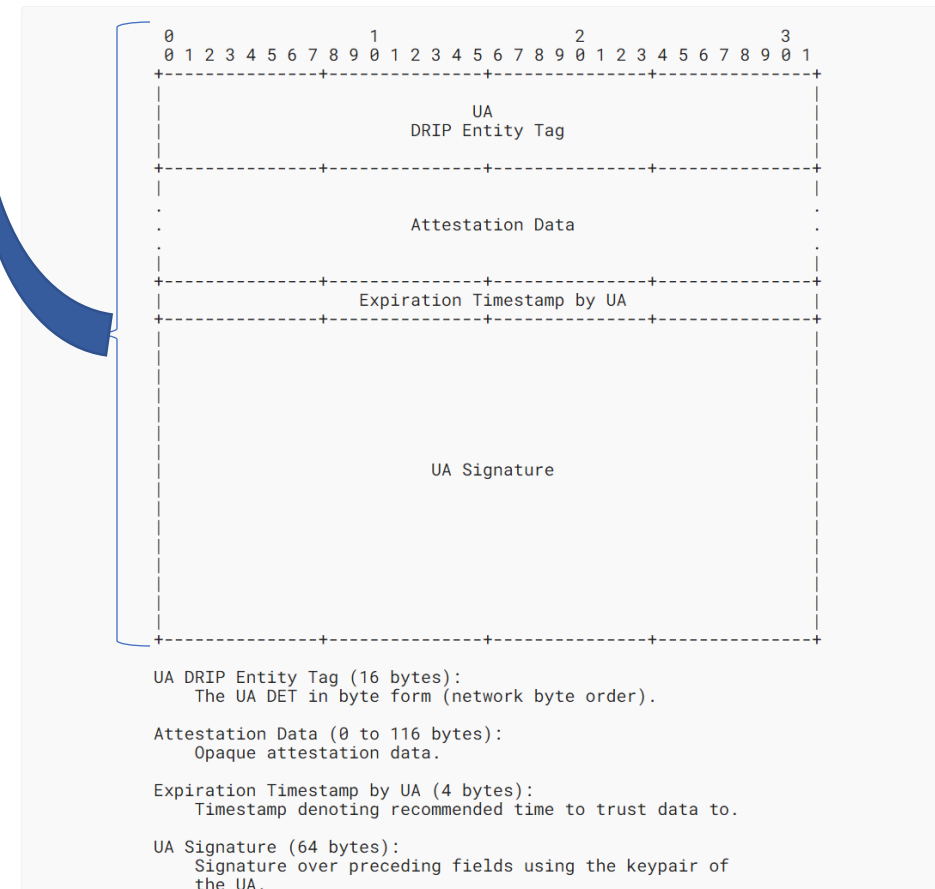 0                   1                   2                   3
0 1 2 3 4 5 6 7 8 9 0 1 2 3 4 5 6 7 8 9 0 1 2 3 4 5 6 7 8 9 0 1
UA
DRIP Entity Tag
Attestation Data
Expiration Timestamp by UA
UA Signature
UA DRIP Entity Tag (16 bytes):
The UA DET in byte form (network byte order).
Attestation Data (0 to 116 bytes):
Opaque attestation data.
Expiration Timestamp by UA (4 bytes):
Timestamp denoting recommended time to trust data to.
UA Signature (64 bytes):
Signature over preceding fields using the keypair of
the UA.